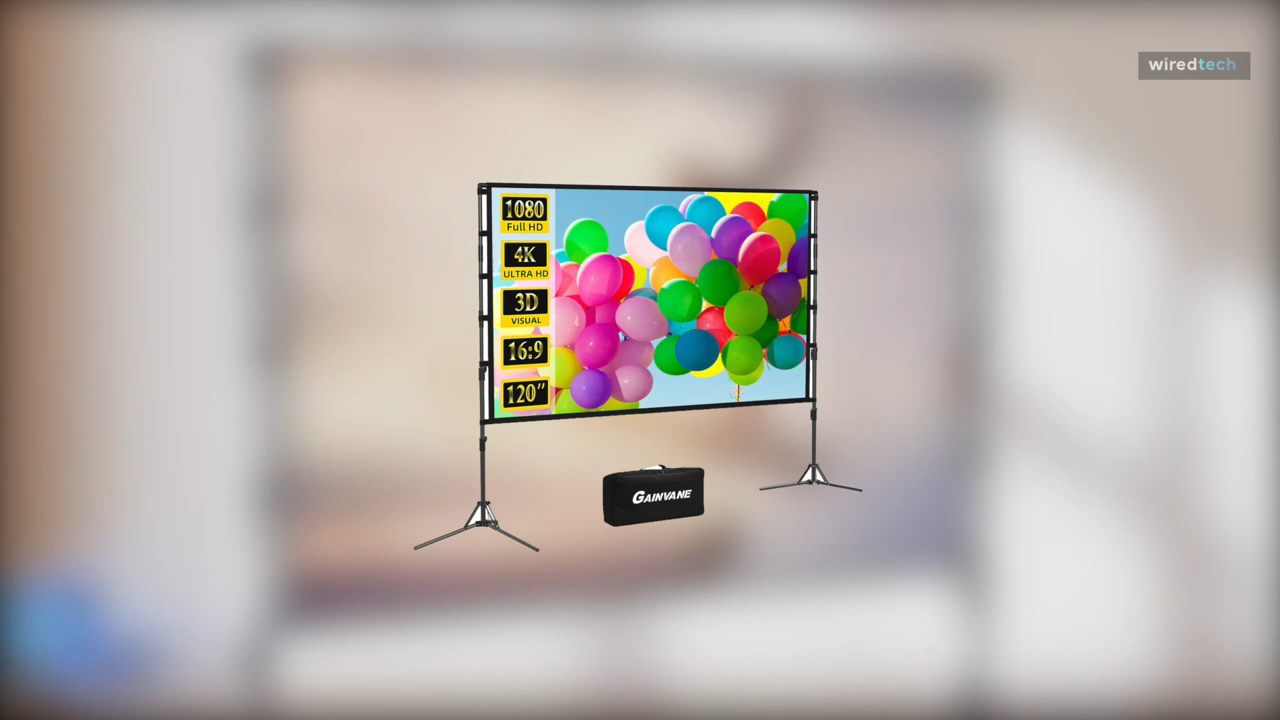 wiredtech
1080
Full HD
4K
ULTRA HD
3D
VISUAL
16:9
120”
GAINVANE